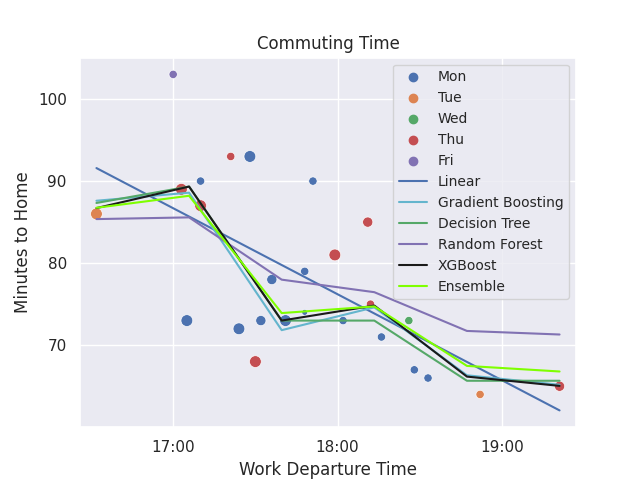 Commuting Time
Minutes to Home
100
90
80
70
17:00
18:00
19:00
Work Departure Time
Mon
Tue
Wed
Thu
Fri
Linear
Gradient Boosting
Decision Tree
Random Forest
XGBoost
Ensemble